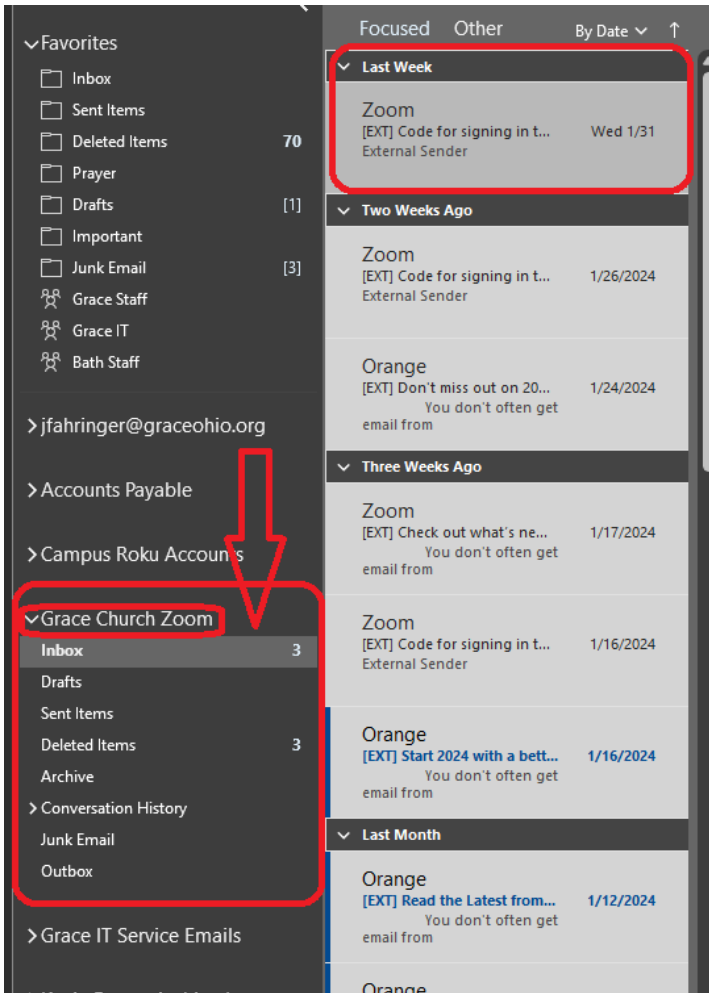 Favorites
Inbox
Sent Items
Deleted Items 70
Prayer
Drafts [1]
Important
Junk Email [3]
Grace Staff
Grace IT
Bath Staff
jfahringer@graceohio.org
Accounts Payable
Campus Roku Accounts
Grace Church Zoom
Inbox 3
Drafts
Sent Items
Deleted Items 3
Archive
Conversation History
Junk Email
Outbox
Grace IT Service Emails
Focused Other By Date ↑
Last Week
Zoom
[EXT] Code for signing in t... Wed 1/31
External Sender
Two Weeks Ago
Zoom
[EXT] Code for signing in t... 1/26/2024
External Sender
Orange
[EXT] Don't miss out on 20... 1/24/2024
You don't often get
email from
Three Weeks Ago
Zoom
[EXT] Check out what's ne... 1/17/2024
You don't often get
email from
Zoom
[EXT] Code for signing in t... 1/16/2024
External Sender
Orange
[EXT] Start 2024 with a bett... 1/16/2024
You don't often get
email from
Last Month
Orange
[EXT] Read the Latest from... 1/12/2024
You don't often get
email from
Orange